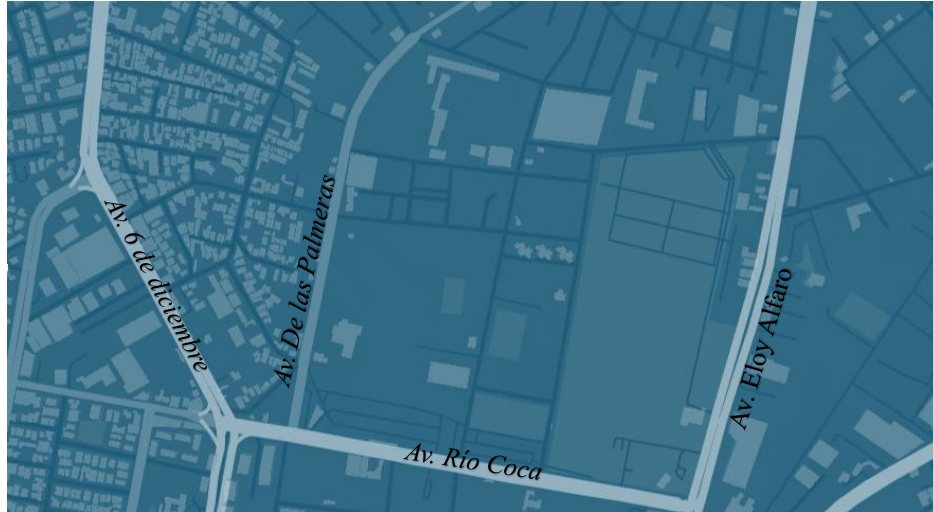 Av. 6 de diciembre
Av. De las Palmeras
Av. Eloy Alfaro
Av. Río Coca